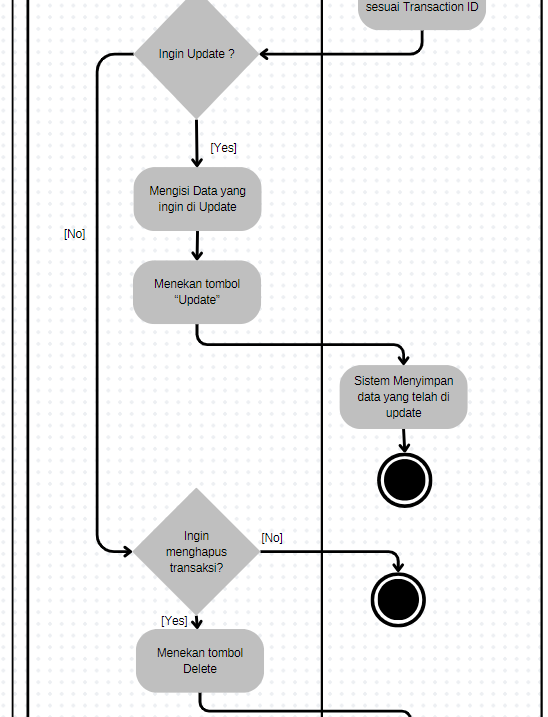 sesuai Transaction ID
Ingin Update ?
[Yes]
Mengisi Data yang
ingin di Update
[No]
Menekan tombol
“Update”
Sistem Menyimpan
data yang telah di
update
Ingin
menghapus
transaksi?
[No]
[Yes]
Menekan tombol
Delete